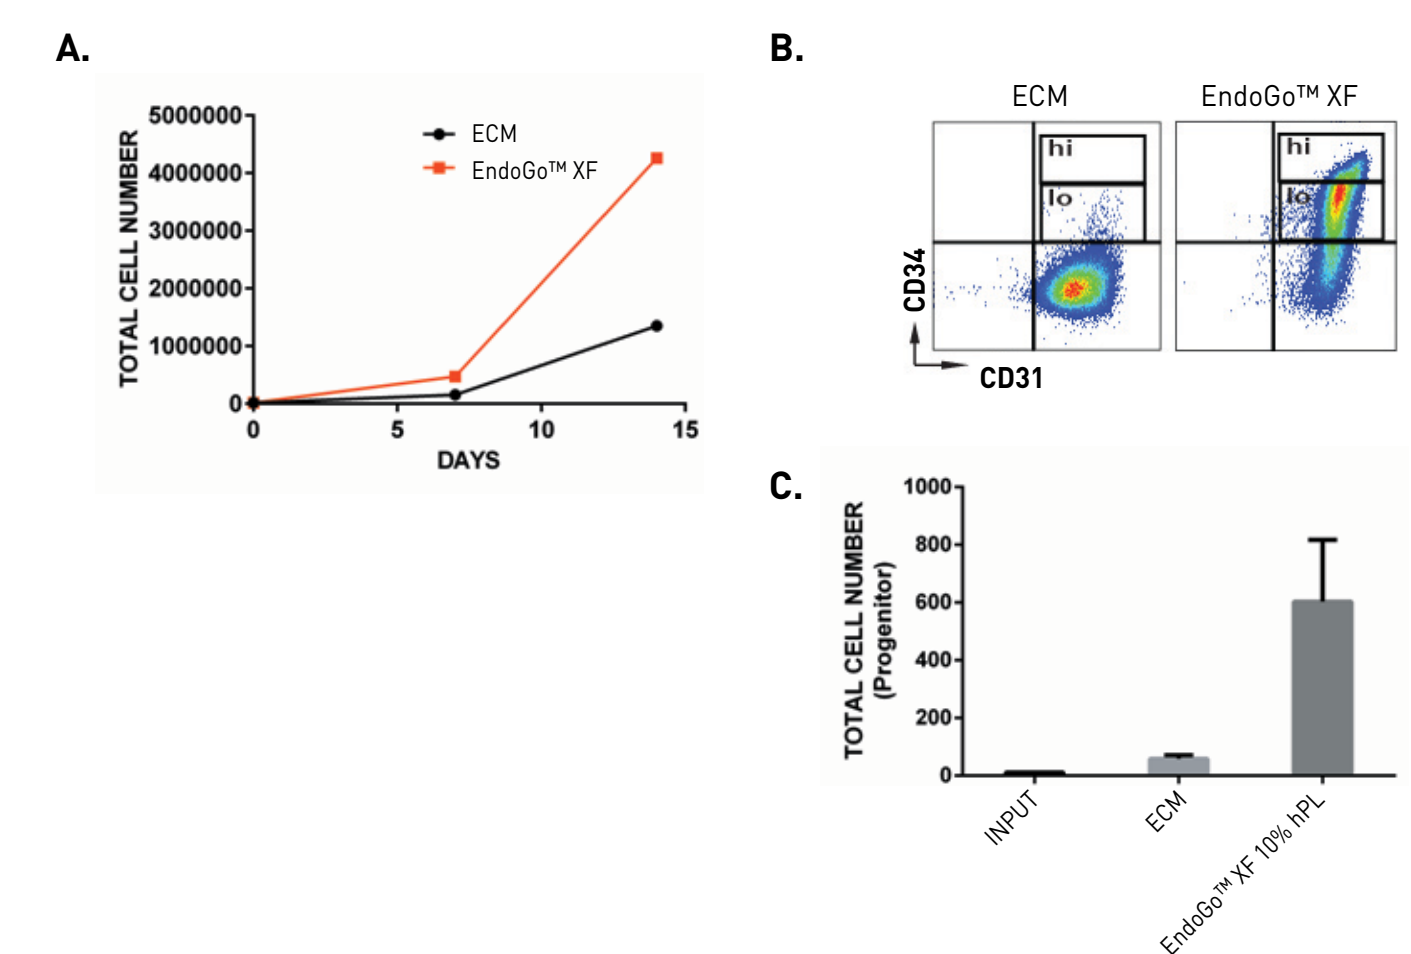 A.
TOTAL CELL NUMBER
5000000
4000000
3000000
2000000
1000000
0
0 5 10 15
DAYS
ECM
EndoGo™ XF
B.
ECM EndoGo™ XF
hi hi
lo lo
CD34
CD31
C.
TOTAL CELL NUMBER
(Progenitor)
1000
800
600
400
200
0
INPUT
ECM
EndoGo™ XF 10% hPL